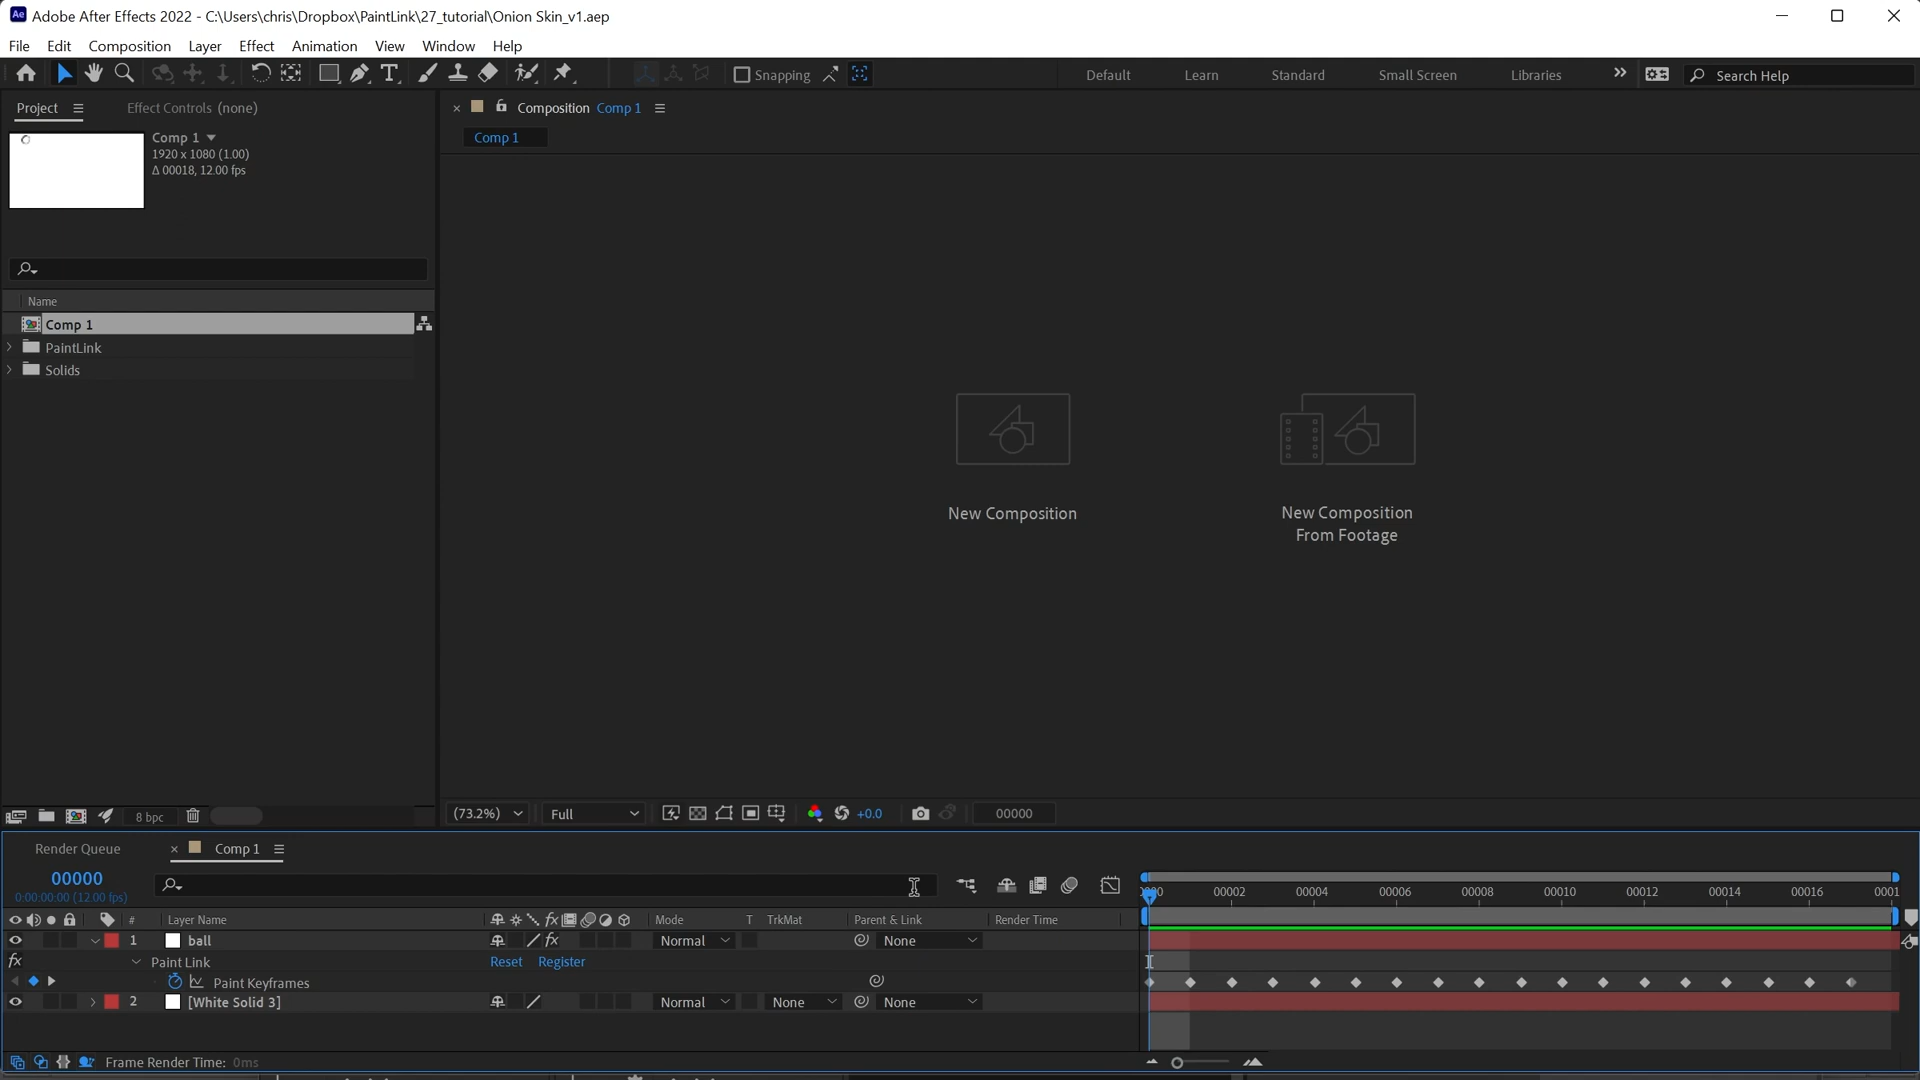 Ae Adobe After Effects 2022 - C:\Users\chris\Dropbox\PaintLink\27_tutorial\Onion Skin_v1.aep
File Edit Composition Layer Effect Animation View Window Help
Snapping Default Learn Standard Small Screen Libraries Search Help
Project Effect Controls (none) Composition Comp 1
Comp 1
Comp 1
1920 x 1080 (1.00)
Δ 00018, 12.00 fps
Name
Comp 1
PaintLink
Solids
New Composition
New Composition
From Footage
8 bpc (73.2%) Full +0.0 00000
Render Queue Comp 1
00000
0:00:00:00 (12.00 fps)
00002 00004 00006 00008 00010 00012 00014 00016
# Layer Name fx Mode T TrkMat Parent & Link Render Time
1 ball fx Normal None
fx Paint Link Reset Register
Paint Keyframes
2 [White Solid 3] Normal None None
Frame Render Time: 0ms